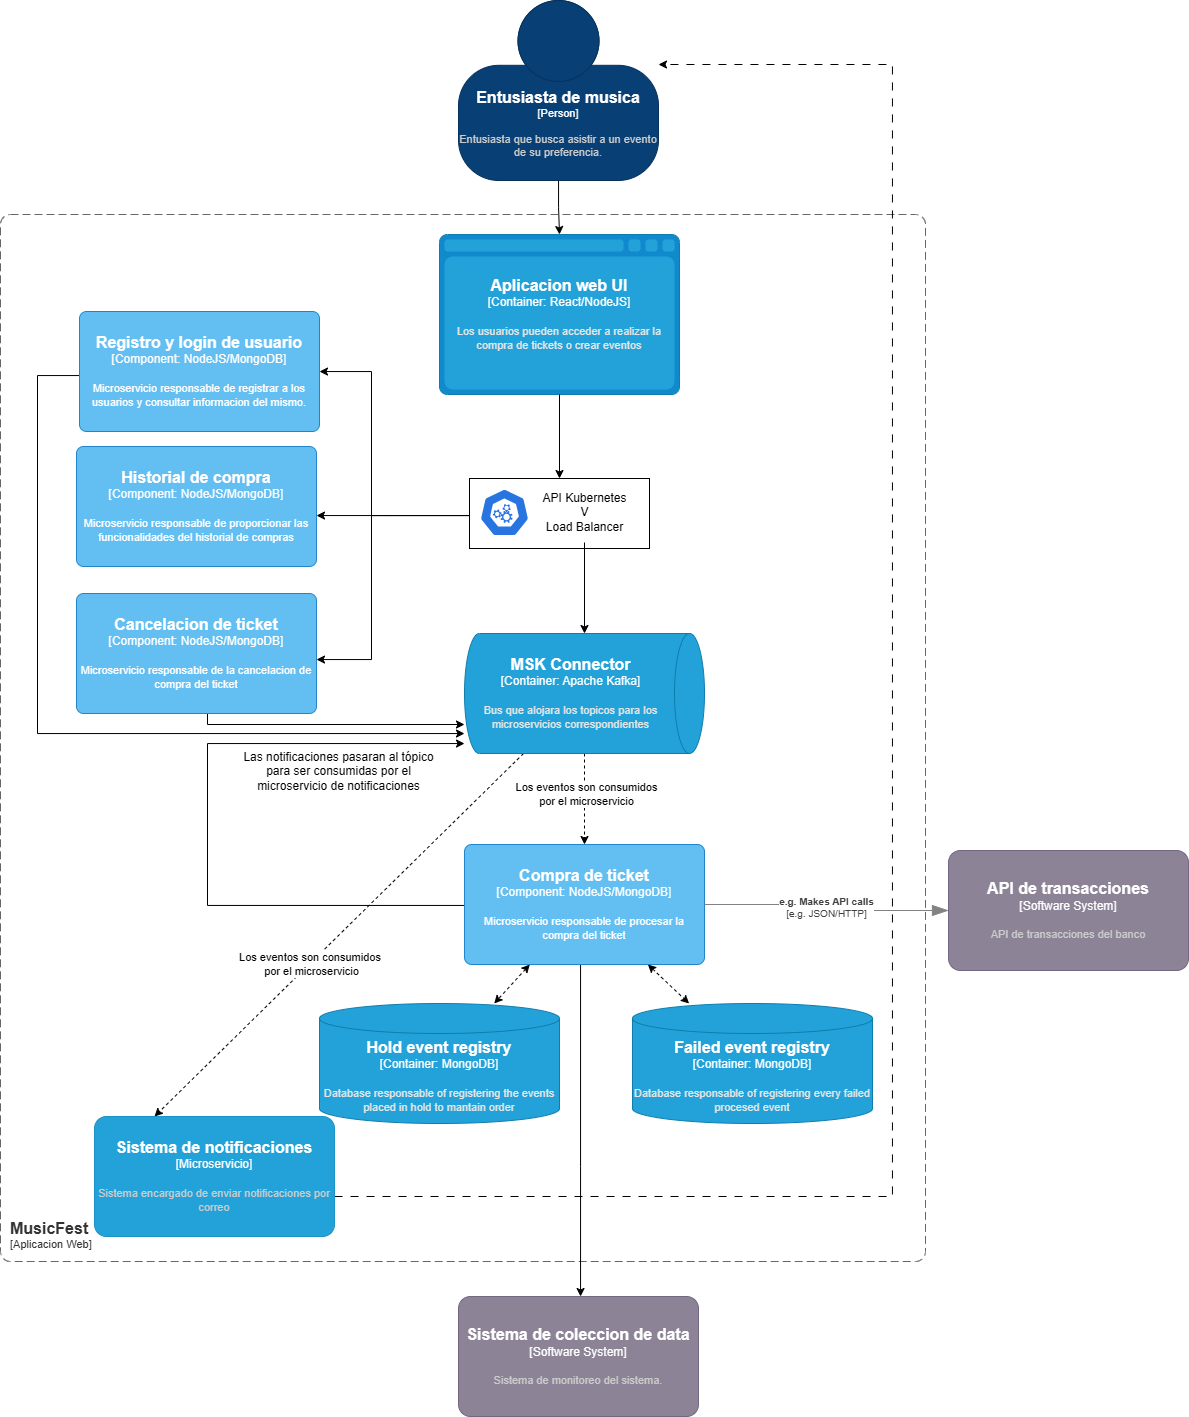 Entusiasta de musica
[Person]
Entusiasta que busca asistir a un evento
de su preferencia.
Aplicacion web UI
[Container: React/NodeJS]
Los usuarios pueden acceder a realizar la
compra de tickets o crear eventos
Registro y login de usuario
[Component: NodeJS/MongoDB]
Microservicio responsable de registrar a los
usuarios y consultar informacion del mismo.
Historial de compra
[Component: NodeJS/MongoDB]
Microservicio responsable de proporcionar las
funcionalidades del historial de compras
API Kubernetes
V
Load Balancer
Cancelacion de ticket
[Component: NodeJS/MongoDB]
Microservicio responsable de la cancelacion de
compra del ticket
MSK Connector
[Container: Apache Kafka]
Bus que alojara los topicos para los
microservicios correspondientes
Las notificaciones pasaran al tópico
para ser consumidas por el
microservicio de notificaciones
Los eventos son consumidos
por el microservicio
Compra de ticket
[Component: NodeJS/MongoDB]
Microservicio responsable de procesar la
compra del ticket
e.g. Makes API calls
[e.g. JSON/HTTP]
API de transacciones
[Software System]
API de transacciones del banco
Los eventos son consumidos
por el microservicio
Hold event registry
[Container: MongoDB]
Database responsable of registering the events
placed in hold to mantain order
Failed event registry
[Container: MongoDB]
Database responsable of registering every failed
procesed event
Sistema de notificaciones
[Microservicio]
Sistema encargado de enviar notificaciones por
correo
MusicFest
[Aplicacion Web]
Sistema de coleccion de data
[Software System]
Sistema de monitoreo del sistema.